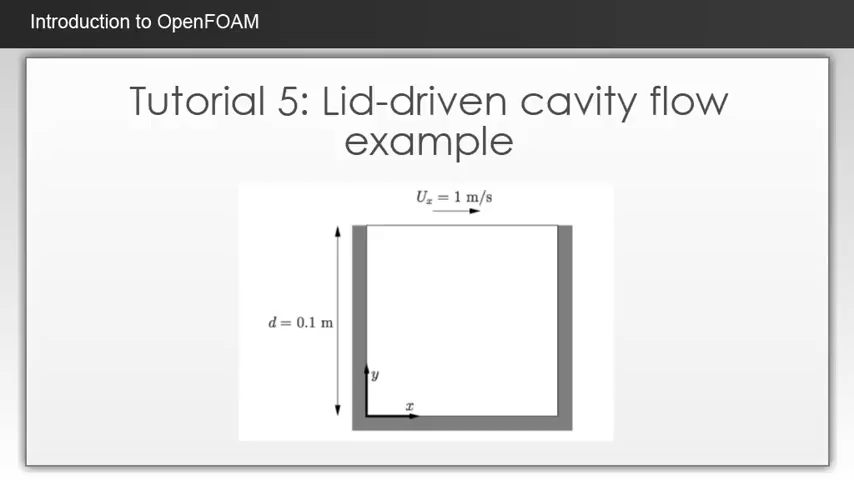 Introduction to OpenFOAM
Tutorial 5: Lid-driven cavity flow
example
Uₓ = 1 m/s
d = 0.1 m
y
x